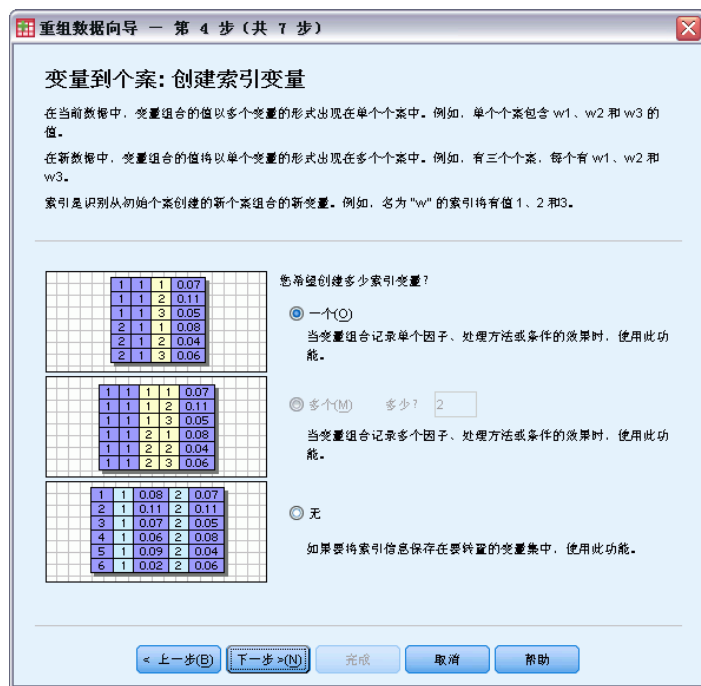 重组数据向导 － 第 4 步(共 7 步)
变量到个案: 创建索引变量
在当前数据中，变量组合的值以多个变量的形式出现在单个个案中。例如，单个个案包含 w1、w2 和 w3 的
值。
在新数据中，变量组合的值将以单个变量的形式出现在多个个案中。例如，有三个个案，每个有 w1、w2 和
w3。
索引是识别从初始个案创建的新个案组合的新变量。例如，名为 "w" 的索引将有值 1、2 和3。
您希望创建多少索引变量?
1 1 1 0.07
1 1 2 0.11
1 1 3 0.05
2 1 1 0.08
2 1 2 0.04
2 1 3 0.06
一个(O)
当变量组合记录单个因子、处理方法或条件的效果时，使用此功
能。
1 1 1 1 0.07
1 1 1 2 0.11
1 1 1 3 0.05
1 1 2 1 0.08
1 1 2 2 0.04
1 1 2 3 0.06
多个(M) 多少? 2
当变量组合记录多个因子、处理方法或条件的效果时，使用此功
能。
1 1 0.08 2 0.07
2 1 0.11 2 0.11
3 1 0.07 2 0.05
4 1 0.06 2 0.08
5 1 0.09 2 0.04
6 1 0.02 2 0.06
无
如果要将索引信息保存在要转置的变量集中，使用此功能。
< 上一步(B) 下一步 >(N) 完成 取消 帮助